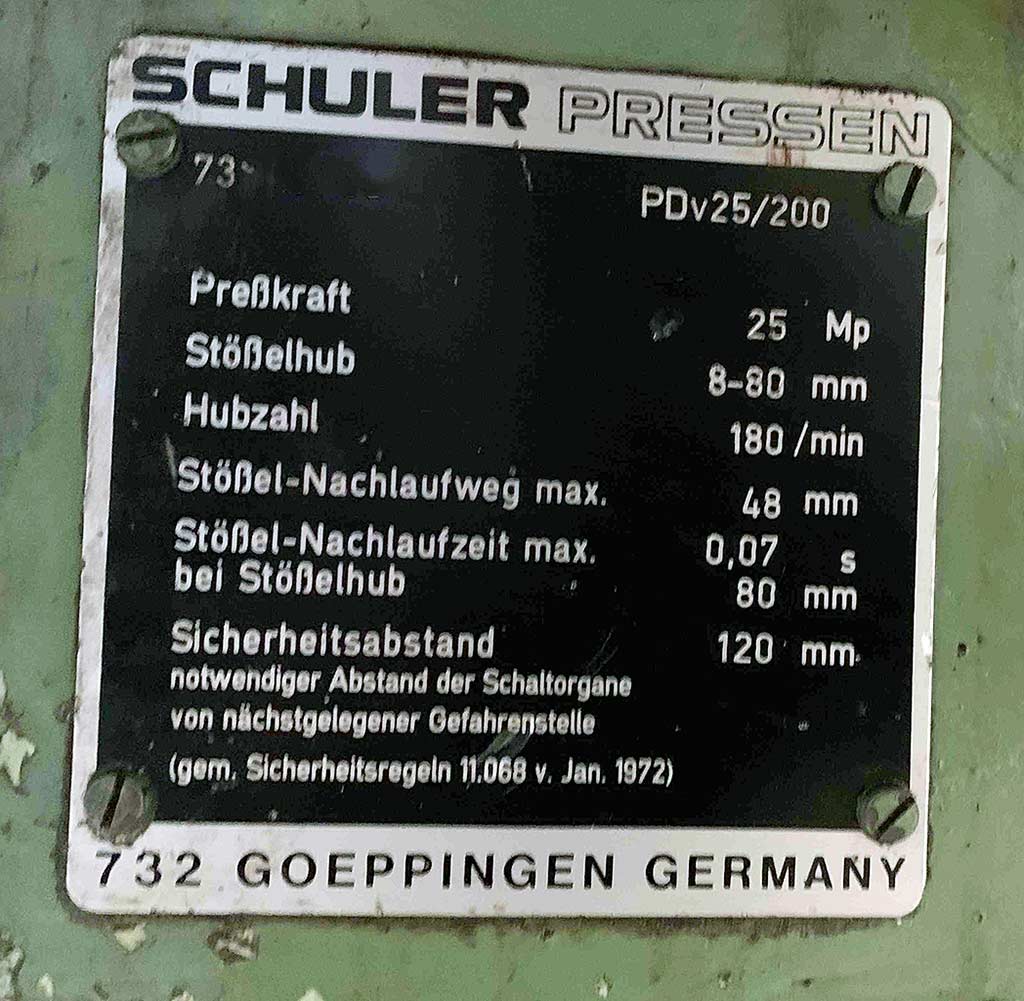 SCHULER PRESSEN
73
PDv25/200
Preßkraft 25 Mp
Stößelhub 8-80 mm
Hubzahl 180 /min
Stößel-Nachlaufweg max. 48 mm
Stößel-Nachlaufzeit max. 0,07 s
bei Stößelhub 80 mm
Sicherheitsabstand 120 mm
notwendiger Abstand der Schaltorgane
von nächstgelegener Gefahrenstelle
(gem. Sicherheitsregeln 11.068 v. Jan. 1972)
732 GOEPPINGEN GERMANY